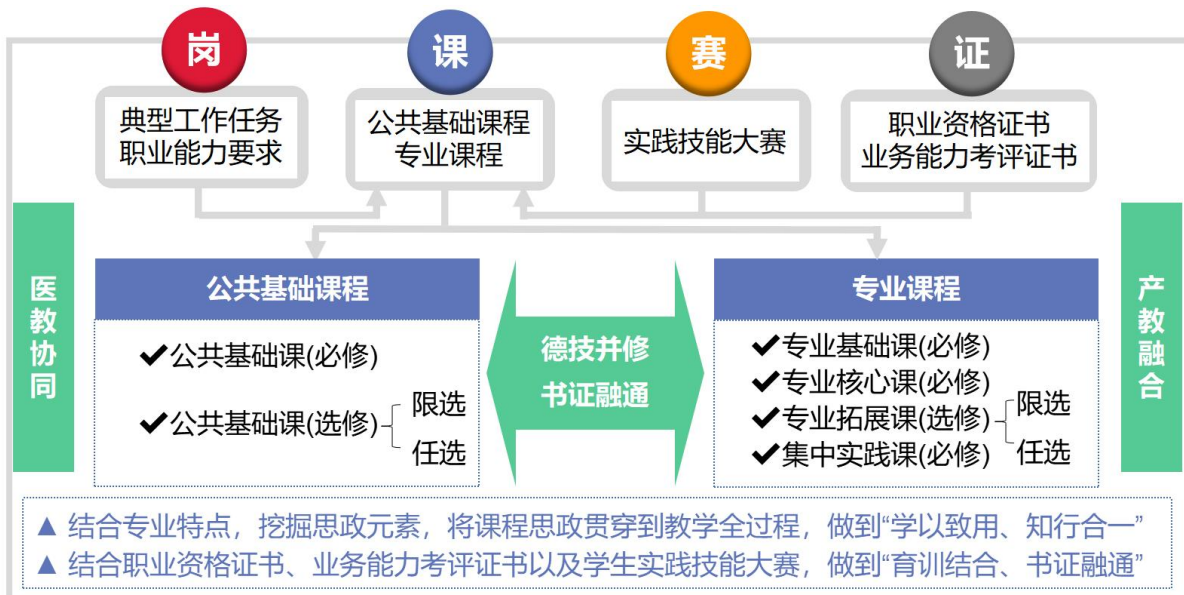 岗
课
赛
证
典型工作任务
职业能力要求
公共基础课程
专业课程
实践技能大赛
职业资格证书
业务能力考评证书
医教协同
公共基础课程
✔公共基础课(必修)
✔公共基础课(选修)
限选
任选
德技并修
书证融通
专业课程
✔专业基础课(必修)
✔专业核心课(必修)
✔专业拓展课(选修)
限选
任选
✔集中实践课(必修)
产教融合
▲ 结合专业特点，挖掘思政元素，将课程思政贯穿到教学全过程，做到“学以致用、知行合一”
▲ 结合职业资格证书、业务能力考评证书以及学生实践技能大赛，做到“育训结合、书证融通”